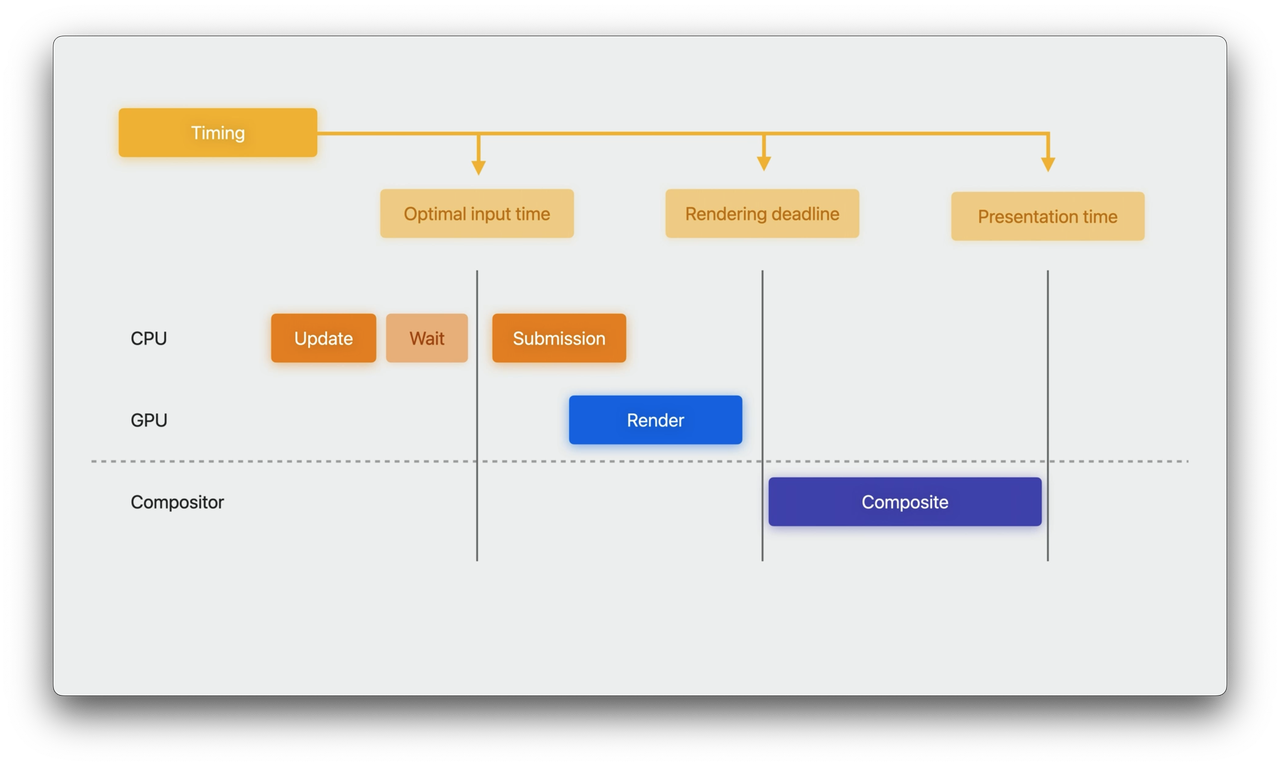 Timing
Optimal input time
Rendering deadline
Presentation time
CPU
Update
Wait
Submission
GPU
Render
Compositor
Composite